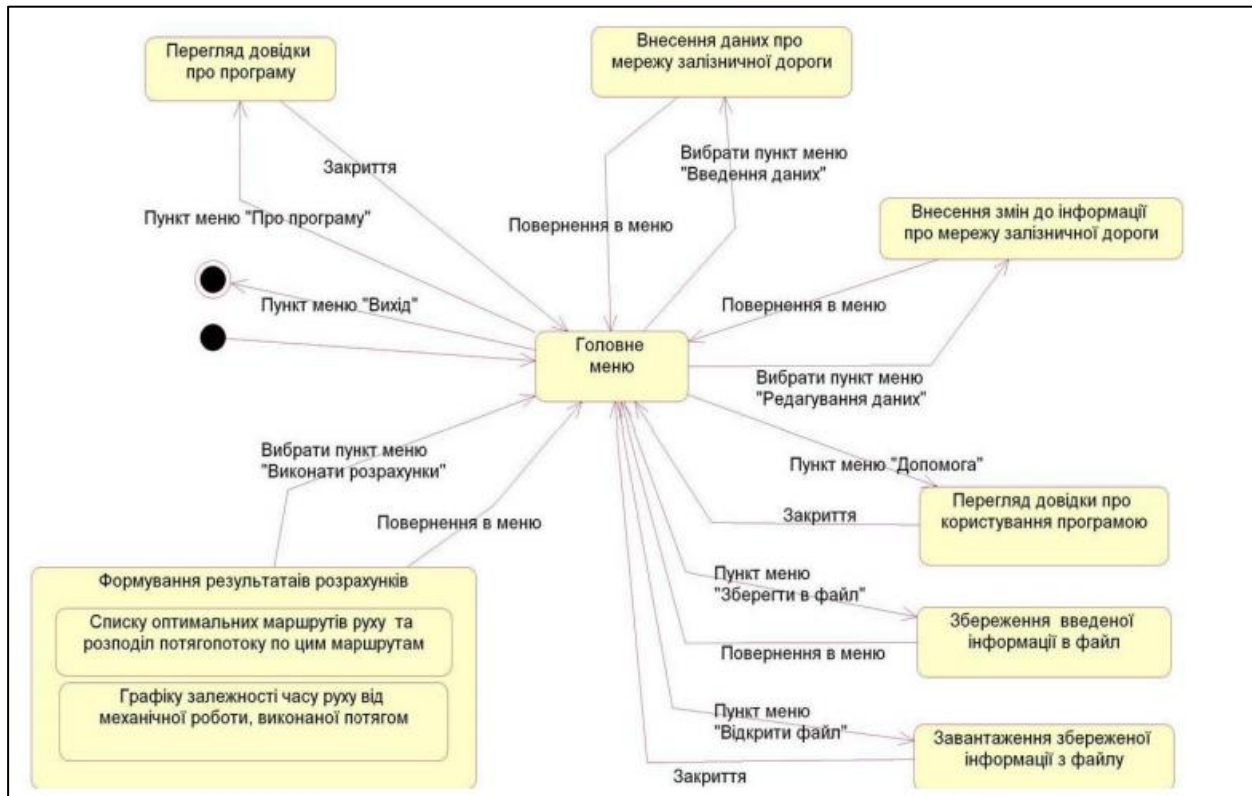 Перегляд довідки
про програму
Внесення даних про
мережу залізничної дороги
Закриття
Вибрати пункт меню
"Введення даних"
Пункт меню "Про програму"
Повернення в меню
Внесення змін до інформації
про мережу залізничної дороги
Пункт меню "Вихід"
Повернення в меню
Головне
меню
Вибрати пункт меню
"Редагування даних"
Вибрати пункт меню
"Виконати розрахунки"
Пункт меню "Допомога"
Повернення в меню
Закриття
Перегляд довідки про
користування програмою
Формування результатаів розрахунків
Списку оптимальних маршрутів руху та
розподіл потягопотоку по цим маршрутам
Графіку залежності часу руху від
механічної роботи, виконаної потягом
Пункт меню
"Зберегти в файл"
Збереження введеної
інформації в файл
Повернення в меню
Пункт меню
"Відкрити файл"
Завантаження збереженої
інформації з файлу
Закриття